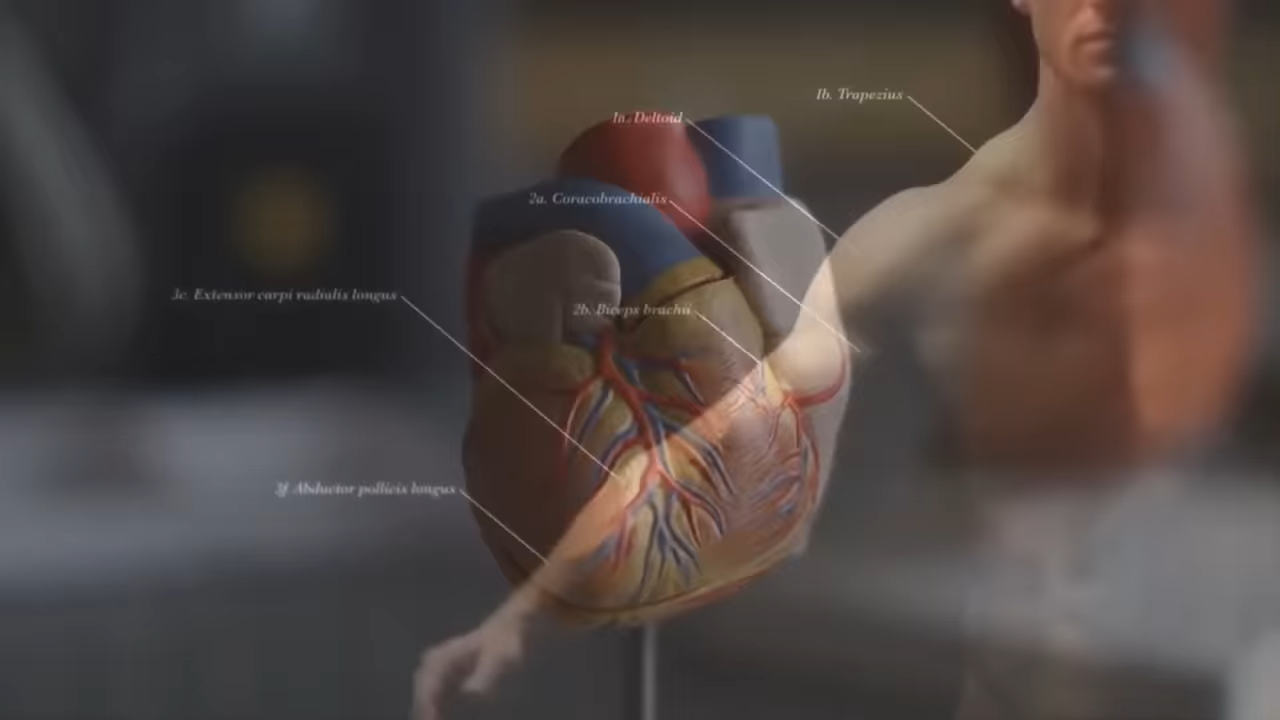 1b. Trapezius
1a. Deltoid
2a. Coracobrachialis
3c. Extensor carpi radialis longus
2b. Biceps brachii
3f Abductor pollicis longus